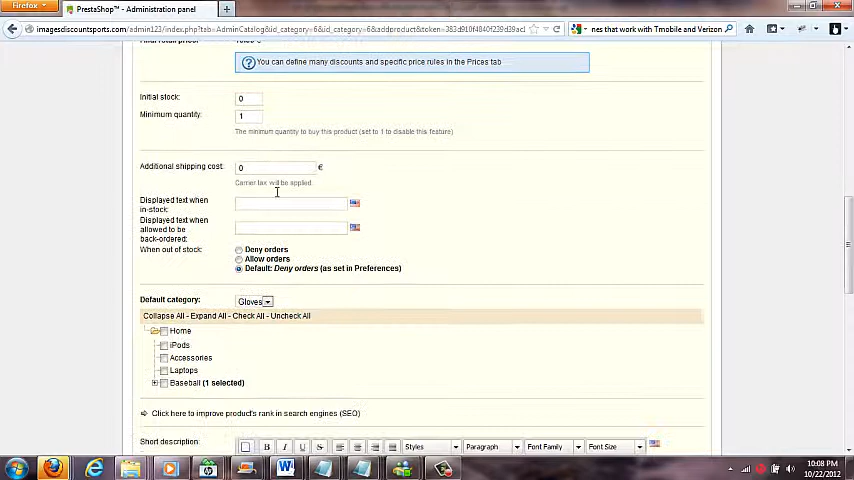 Firefox
PrestaShop™ - Administration panel
imagesdiscountsports.com/admin123/index.php?tab=AdminCatalog&id_category=6&id_category=6&addproduct&token=383d910f4840f239d39acl
nes that work with Tmobile and Verizon
Final retail price:
You can define many discounts and specific price rules in the Prices tab
Initial stock:
0
Minimum quantity:
1
The minimum quantity to buy this product (set to 1 to disable this feature)
Additional shipping cost:
0
€
Carrier tax will be applied.
Displayed text when
in-stock:
Displayed text when
allowed to be
back-ordered:
When out of stock:
Deny orders
Allow orders
Default: Deny orders (as set in Preferences)
Default category:
Gloves
Collapse All - Expand All - Check All - Uncheck All
Home
iPods
Accessories
Laptops
Baseball (1 selected)
Click here to improve product's rank in search engines (SEO)
Short description:
B I U S
Styles
Paragraph
Font Family
Font Size
10:08 PM
10/22/2012